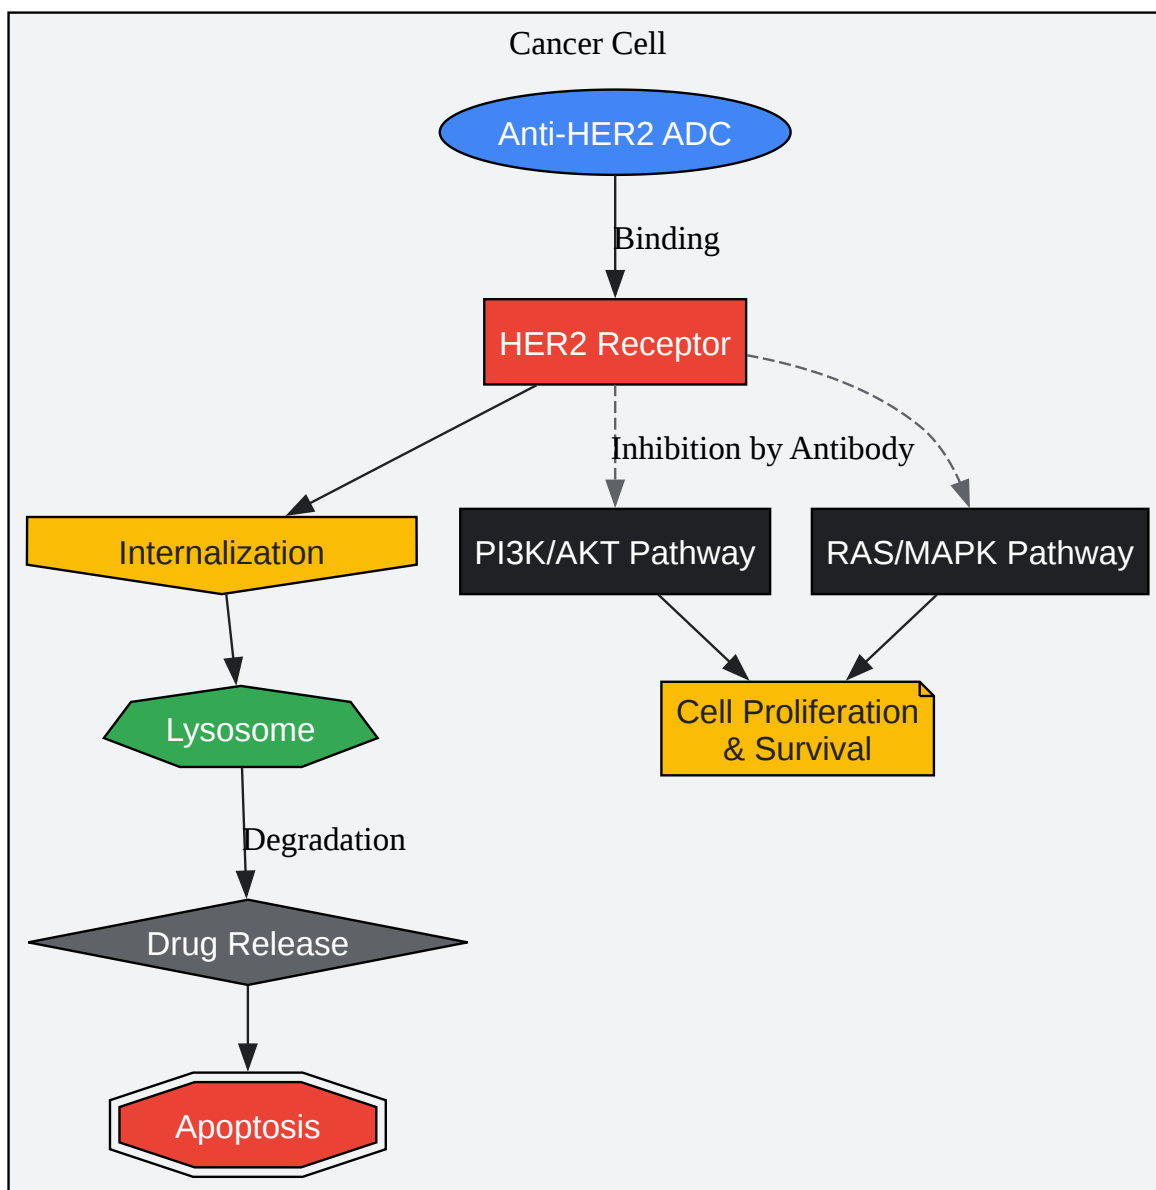 Cancer Cell
Anti-HER2 ADC
Binding
HER2 Receptor
Inhibition by Antibody
Internalization
PI3K/AKT Pathway
RAS/MAPK Pathway
Lysosome
Cell Proliferation
& Survival
Degradation
Drug Release
Apoptosis